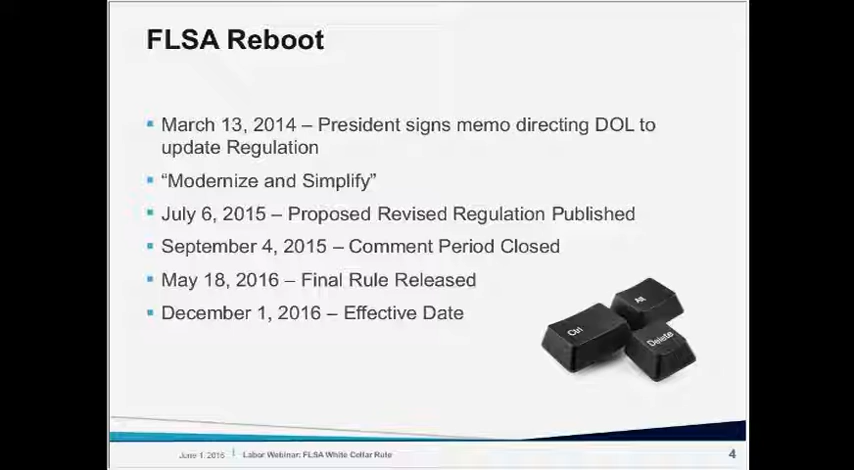 FLSA Reboot
▪ March 13, 2014 – President signs memo directing DOL to
update Regulation
▪ “Modernize and Simplify”
▪ July 6, 2015 – Proposed Revised Regulation Published
▪ September 4, 2015 – Comment Period Closed
▪ May 18, 2016 – Final Rule Released
▪ December 1, 2016 – Effective Date
Alt
Ctrl
Delete
June 1, 2016 | Labor Webinar: FLSA White Collar Rule 4